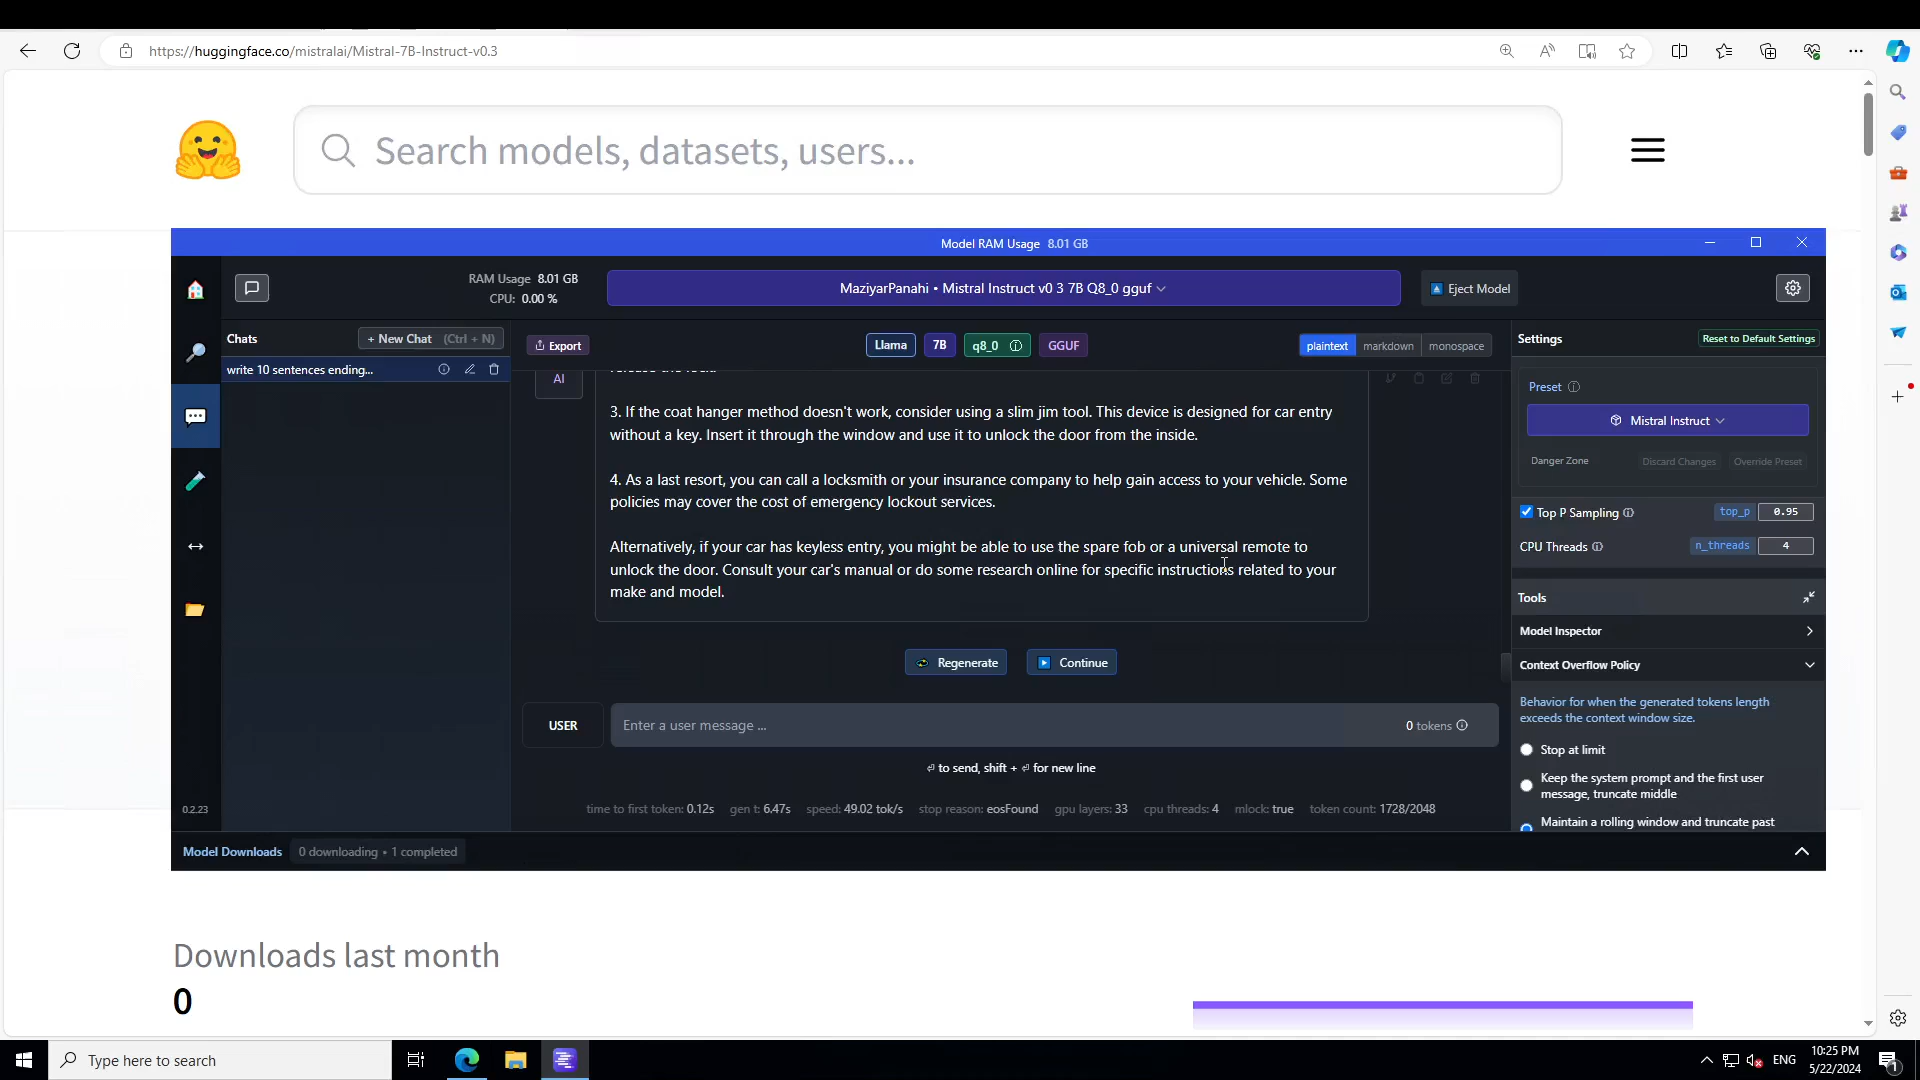 https://huggingface.co/mistralai/Mistral-7B-Instruct-v0.3
Search models, datasets, users...
Model RAM Usage 8.01 GB
RAM Usage 8.01 GB
CPU: 0.00 %
MaziyarPanahi • Mistral Instruct v0 3 7B Q8_0 gguf
Eject Model
Chats
+ New Chat (Ctrl + N)
Export
Llama
7B
q8_0
GGUF
plaintext
markdown
monospace
Settings
Reset to Default Settings
write 10 sentences ending...
AI
3. If the coat hanger method doesn't work, consider using a slim jim tool. This device is designed for car entry
without a key. Insert it through the window and use it to unlock the door from the inside.
4. As a last resort, you can call a locksmith or your insurance company to help gain access to your vehicle. Some
policies may cover the cost of emergency lockout services.
Alternatively, if your car has keyless entry, you might be able to use the spare fob or a universal remote to
unlock the door. Consult your car's manual or do some research online for specific instructions related to your
make and model.
Regenerate
Continue
USER
Enter a user message ...
0 tokens
⏎ to send, shift + ⏎ for new line
time to first token: 0.12s
gen t: 6.47s
speed: 49.02 tok/s
stop reason: eosFound
gpu layers: 33
cpu threads: 4
mlock: true
token count: 1728/2048
Preset
Mistral Instruct
Danger Zone
Discard Changes
Override Preset
Top P Sampling
top_p
0.95
CPU Threads
n_threads
4
Tools
Model Inspector
Context Overflow Policy
Behavior for when the generated tokens length
exceeds the context window size.
Stop at limit
Keep the system prompt and the first user
message, truncate middle
Maintain a rolling window and truncate past
0.2.23
Model Downloads
0 downloading • 1 completed
Downloads last month
0
Type here to search
ENG
10:25 PM
5/22/2024
1